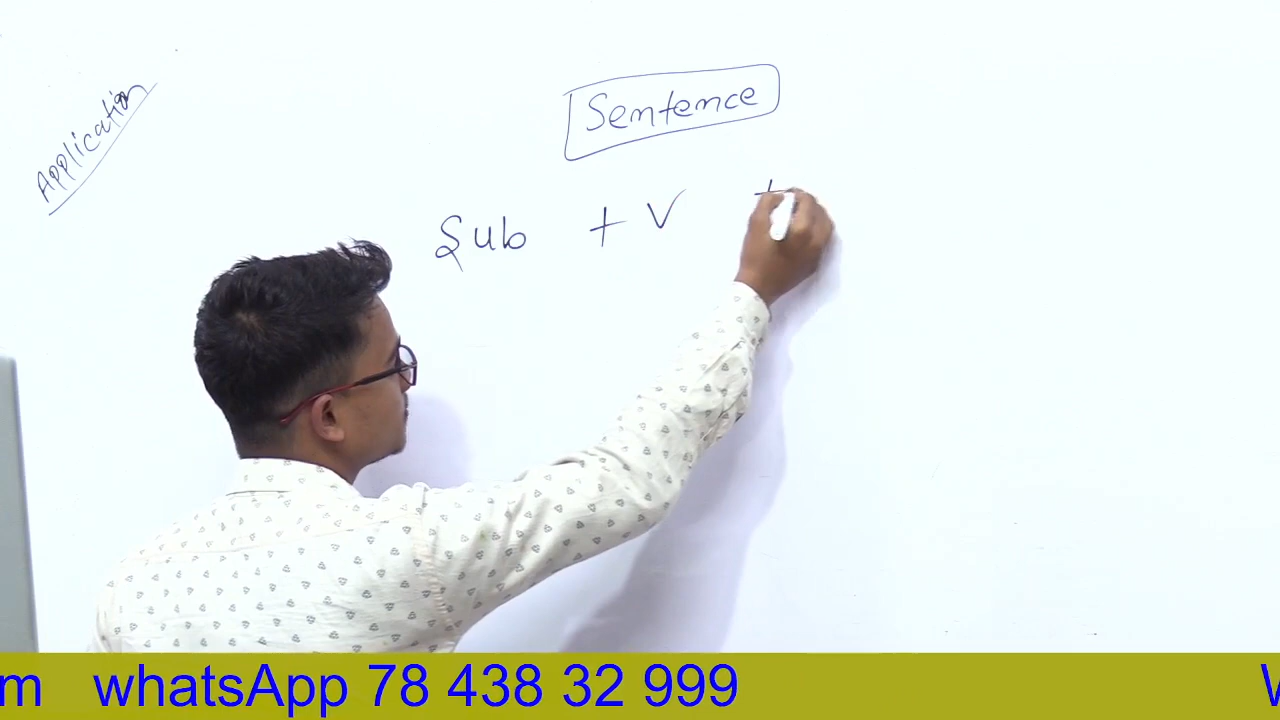 Application
Sentence
Sub + V +
m whatsApp 78 438 32 999 W